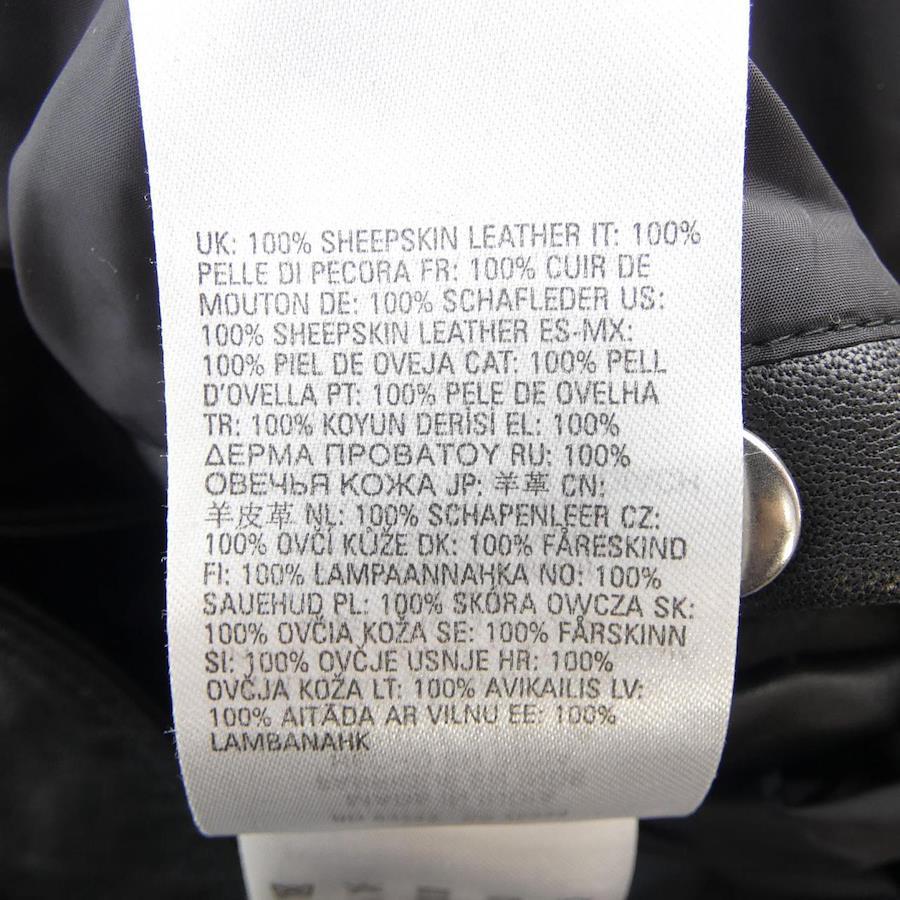 UK: 100% SHEEPSKIN LEATHER IT: 100%
PELLE DI PECORA FR: 100% CUIR DE
MOUTON DE: 100% SCHAFLEDER US:
100% SHEEPSKIN LEATHER ES-MX:
100% PIEL DE OVEJA CAT: 100% PELL
D'OVELLA PT: 100% PELE DE OVELHA
TR: 100% KOYUN DERİSİ EL: 100%
ΔΕΡΜΑ ΠΡΟΒΑΤΟΥ RU: 100%
ОВЕЧЬЯ КОЖА JP: 羊革 CN:
羊皮革 NL: 100% SCHAPENLEER CZ:
100% OVČÍ KŮŽE DK: 100% FÅRESKIND
FI: 100% LAMPAANNAHKA NO: 100%
SAUEHUD PL: 100% SKÓRA OWCZA SK:
100% OVČIA KOŽA SE: 100% FÅRSKINN
SI: 100% OVČJE USNJE HR: 100%
OVČJA KOŽA LT: 100% AVIKAILIS LV:
100% AITĀDA AR VILNU EE: 100%
LAMBANAHK